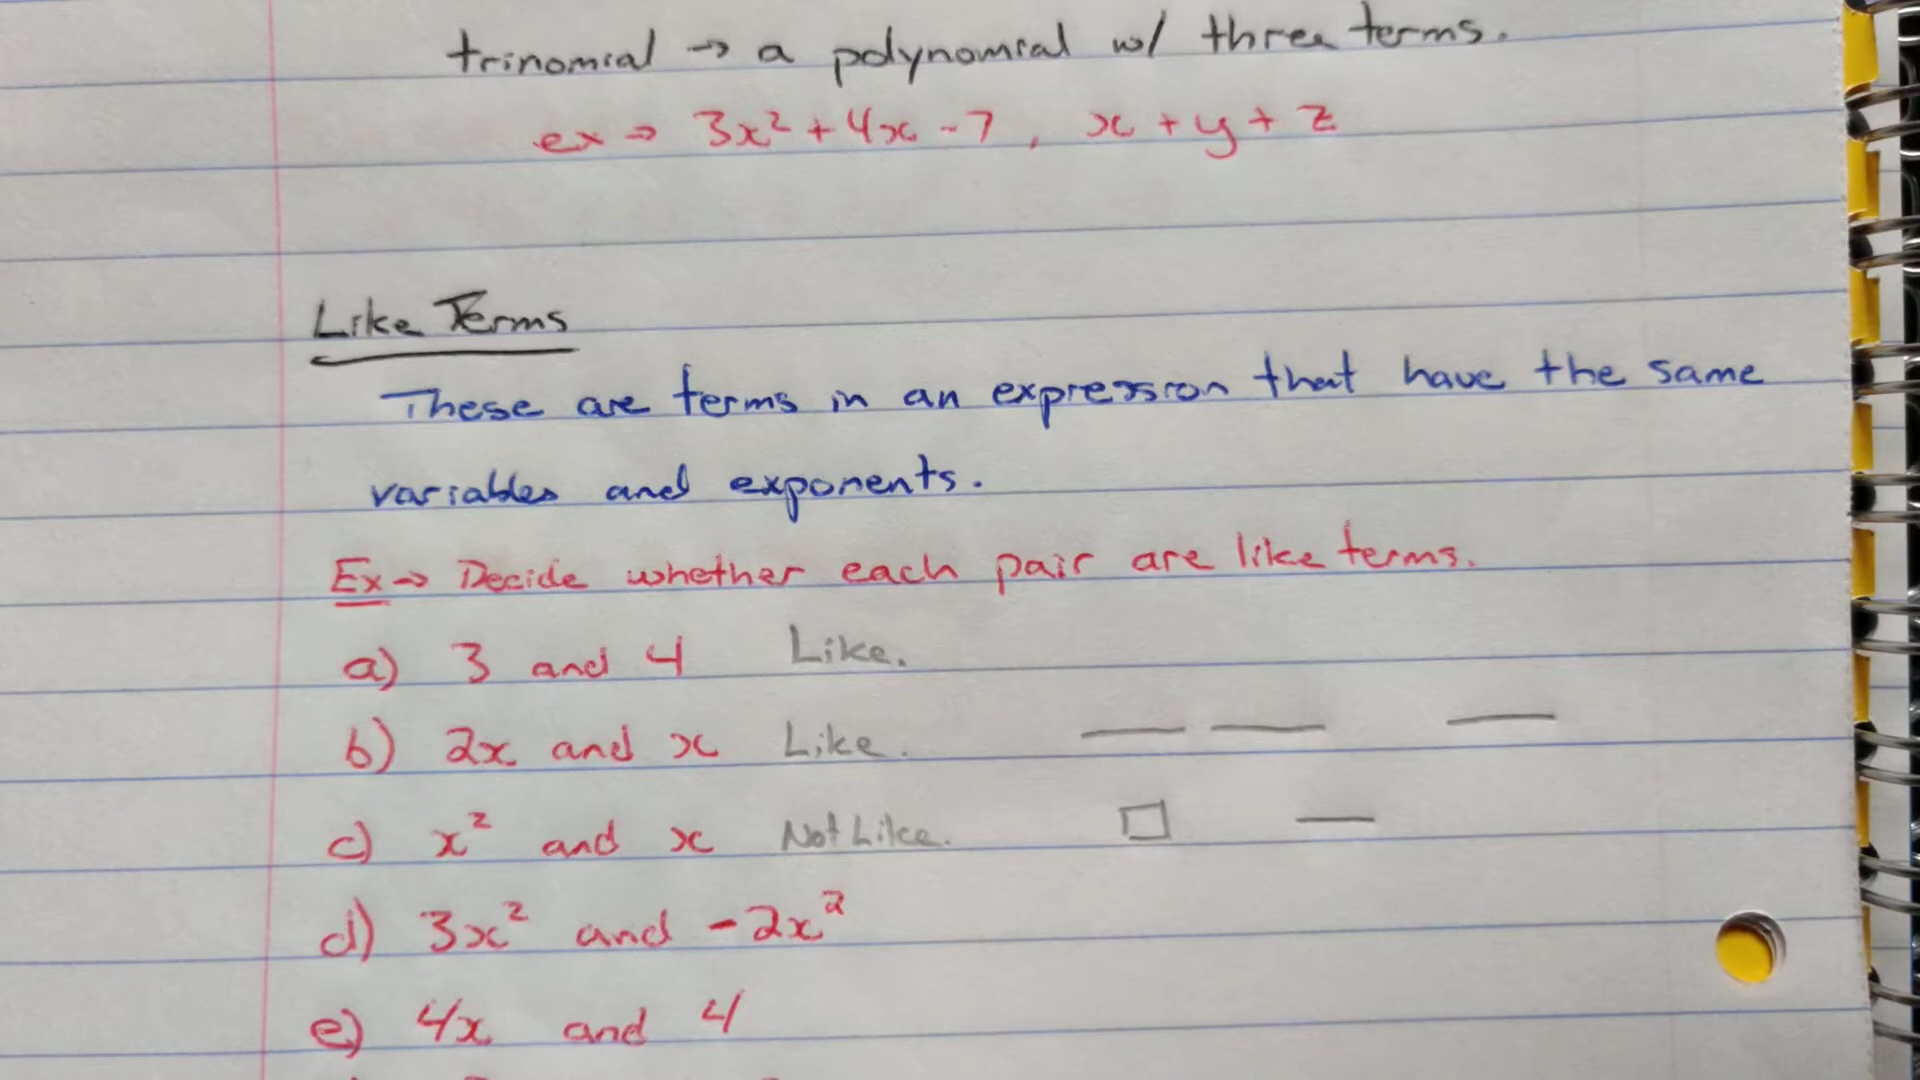 trinomial → a polynomial w/ three terms.
ex → 3x² + 4x - 7, x + y + z
Like Terms
These are terms in an expression that have the same
variables and exponents.
Ex → Decide whether each pair are like terms.
a) 3 and 4 Like.
b) 2x and x Like.
c) x² and x Not Like.
d) 3x² and -2x²
e) 4x and 4